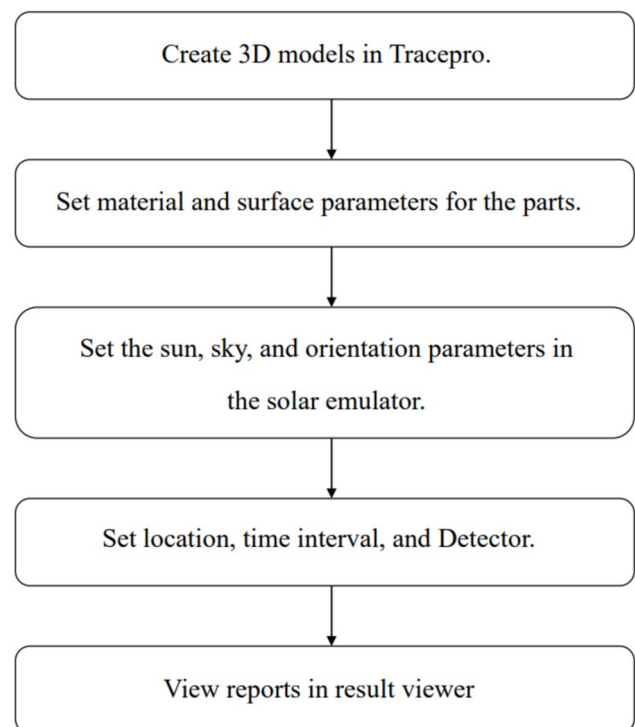 Create 3D models in Tracepro.
Set material and surface parameters for the parts.
Set the sun, sky, and orientation parameters in
the solar emulator.
Set location, time interval, and Detector.
View reports in result viewer